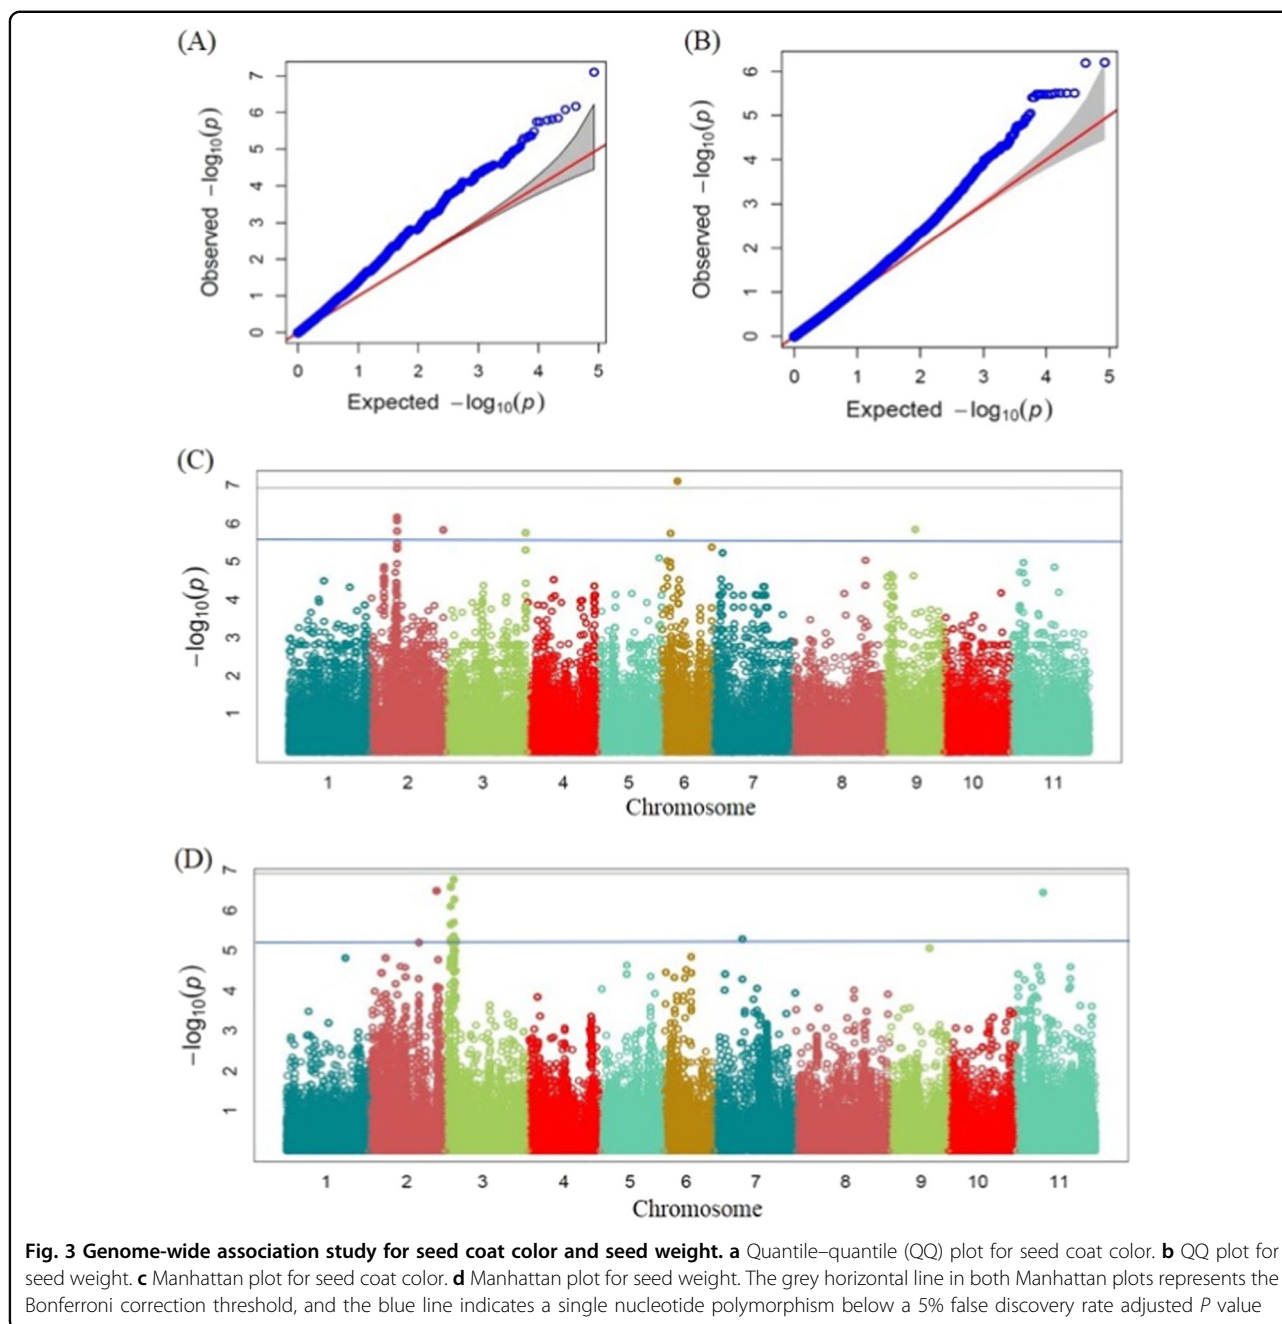 (A)
(B)
Observed −log10(p)
7
6
5
4
3
2
1
0
0 1 2 3 4 5
Expected −log10(p)
Observed −log10(p)
6
5
4
3
2
1
0
0 1 2 3 4 5
Expected −log10(p)
(C)
−log10(p)
7
6
5
4
3
2
1
1 2 3 4 5 6 7 8 9 10 11
Chromosome
(D)
−log10(p)
7
6
5
4
3
2
1
1 2 3 4 5 6 7 8 9 10 11
Chromosome
Fig. 3 Genome-wide association study for seed coat color and seed weight. a Quantile–quantile (QQ) plot for seed coat color. b QQ plot for
seed weight. c Manhattan plot for seed coat color. d Manhattan plot for seed weight. The grey horizontal line in both Manhattan plots represents the
Bonferroni correction threshold, and the blue line indicates a single nucleotide polymorphism below a 5% false discovery rate adjusted P value